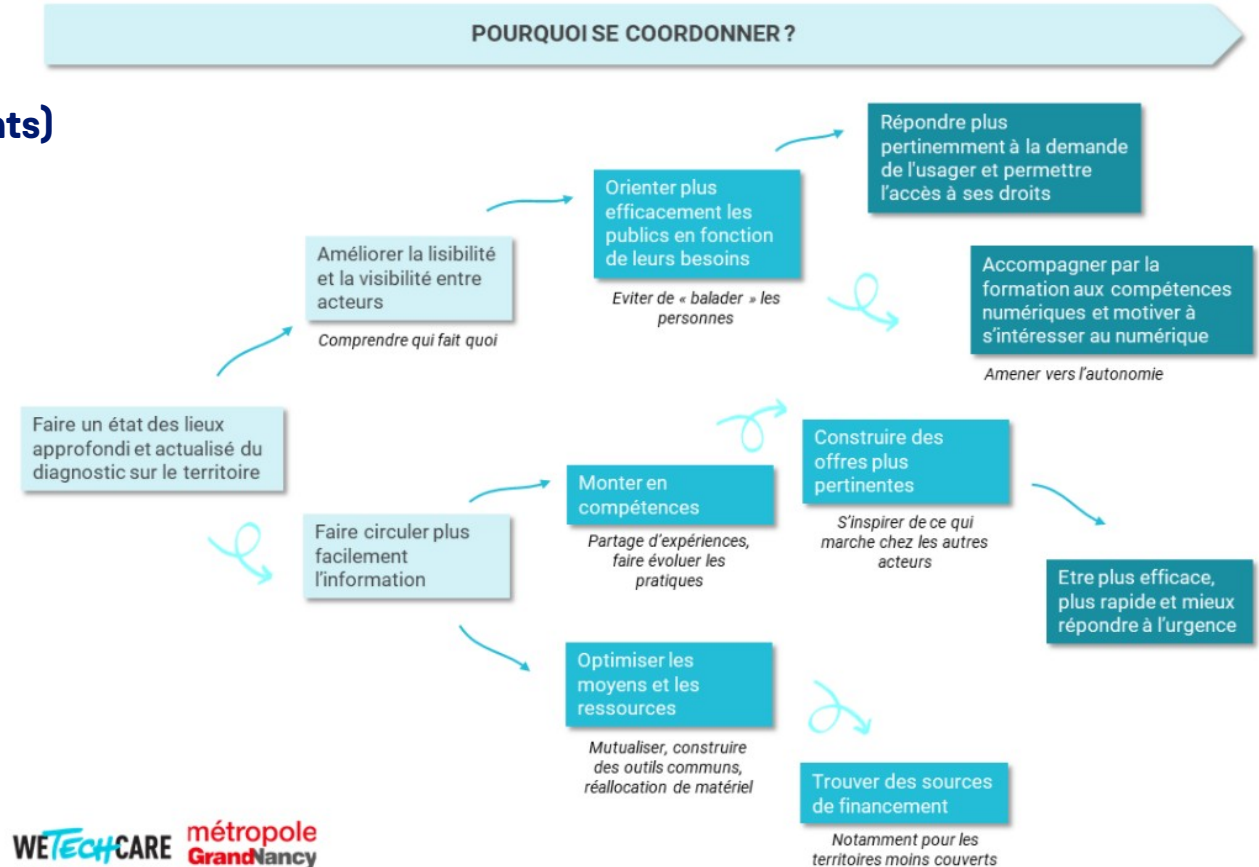 POURQUOI SE COORDONNER ?
nts)
Répondre plus
pertinemment à la demande
de l'usager et permettre
l'accès à ses droits
Orienter plus
efficacement les
publics en fonction
de leurs besoins
Eviter de « balader » les
personnes
Améliorer la lisibilité
et la visibilité entre
acteurs
Comprendre qui fait quoi
Accompagner par la
formation aux compétences
numériques et motiver à
s'intéresser au numérique
Amener vers l'autonomie
Faire un état des lieux
approfondi et actualisé du
diagnostic sur le territoire
Faire circuler plus
facilement
l'information
Monter en
compétences
Partage d'expériences,
faire évoluer les
pratiques
Construire des
offres plus
pertinentes
S'inspirer de ce qui
marche chez les autres
acteurs
Etre plus efficace,
plus rapide et mieux
répondre à l'urgence
Optimiser les
moyens et les
ressources
Mutualiser, construire
des outils communs,
réallocation de matériel
Trouver des sources
de financement
Notamment pour les
territoires moins couverts
WETECHCARE
métropole
GrandNancy